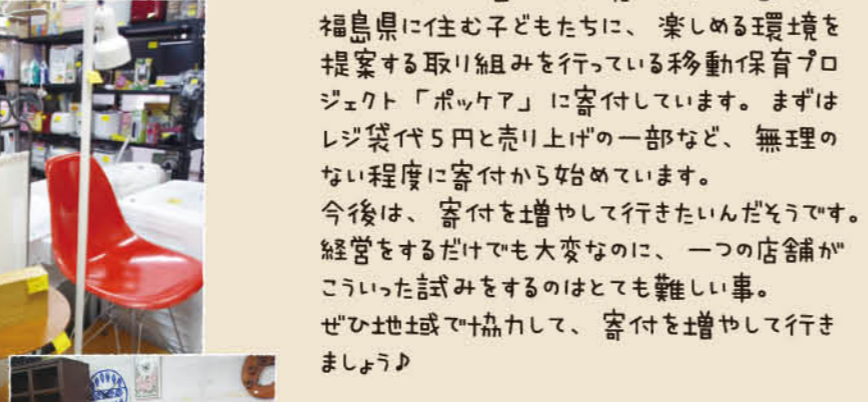 福島県に住む子どもたちに、楽しめる環境を
提案する取り組みを行っている移動保育プロ
ジェクト「ポッケア」に寄付しています。まずは
レジ袋代5円と売り上げの一部など、無理の
ない程度に寄付から始めています。
今後は、寄付を増やして行きたいんだそうです。
経営をするだけでも大変なのに、一つの店舗が
こういった試みをするのはとても難しい事。
ぜひ地域で協力して、寄付を増やして行き
ましょう♪